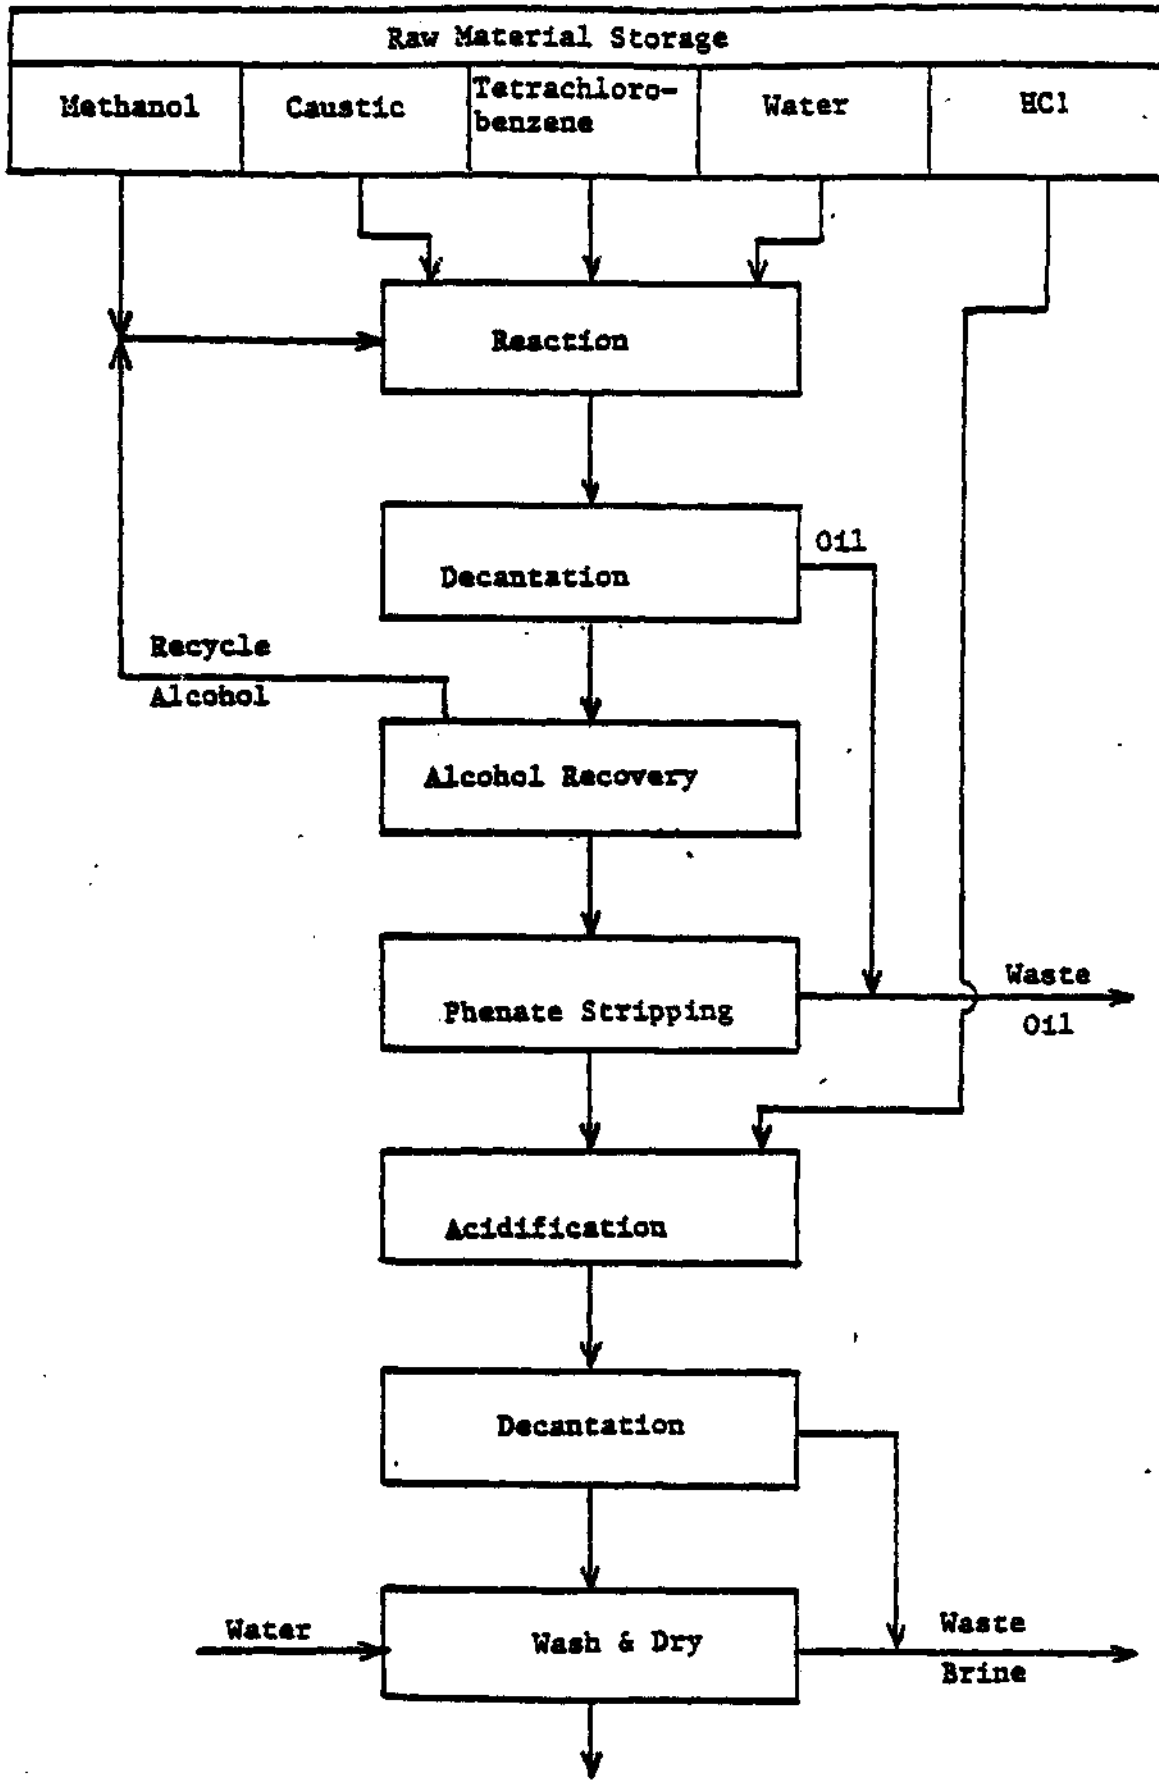 Raw Material Storage
Methanol
Caustic
Tetrachloro-
benzene
Water
HCl
Reaction
Decantation
Oil
Recycle
Alcohol
Alcohol Recovery
Phenate Stripping
Waste
Oil
Acidification
Decantation
Water
Wash & Dry
Waste
Brine